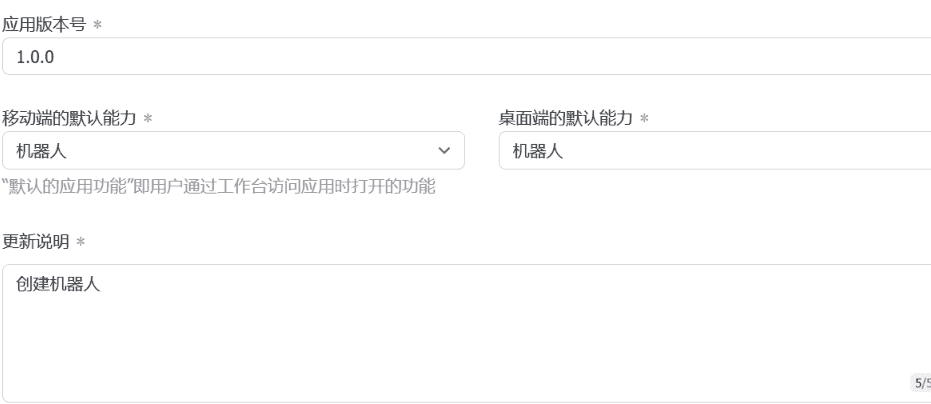 应用版本号 *
1.0.0
移动端的默认能力 * 桌面端的默认能力 *
机器人 机器人
“默认的应用功能”即用户通过工作台访问应用时打开的功能
更新说明 *
创建机器人
5/5